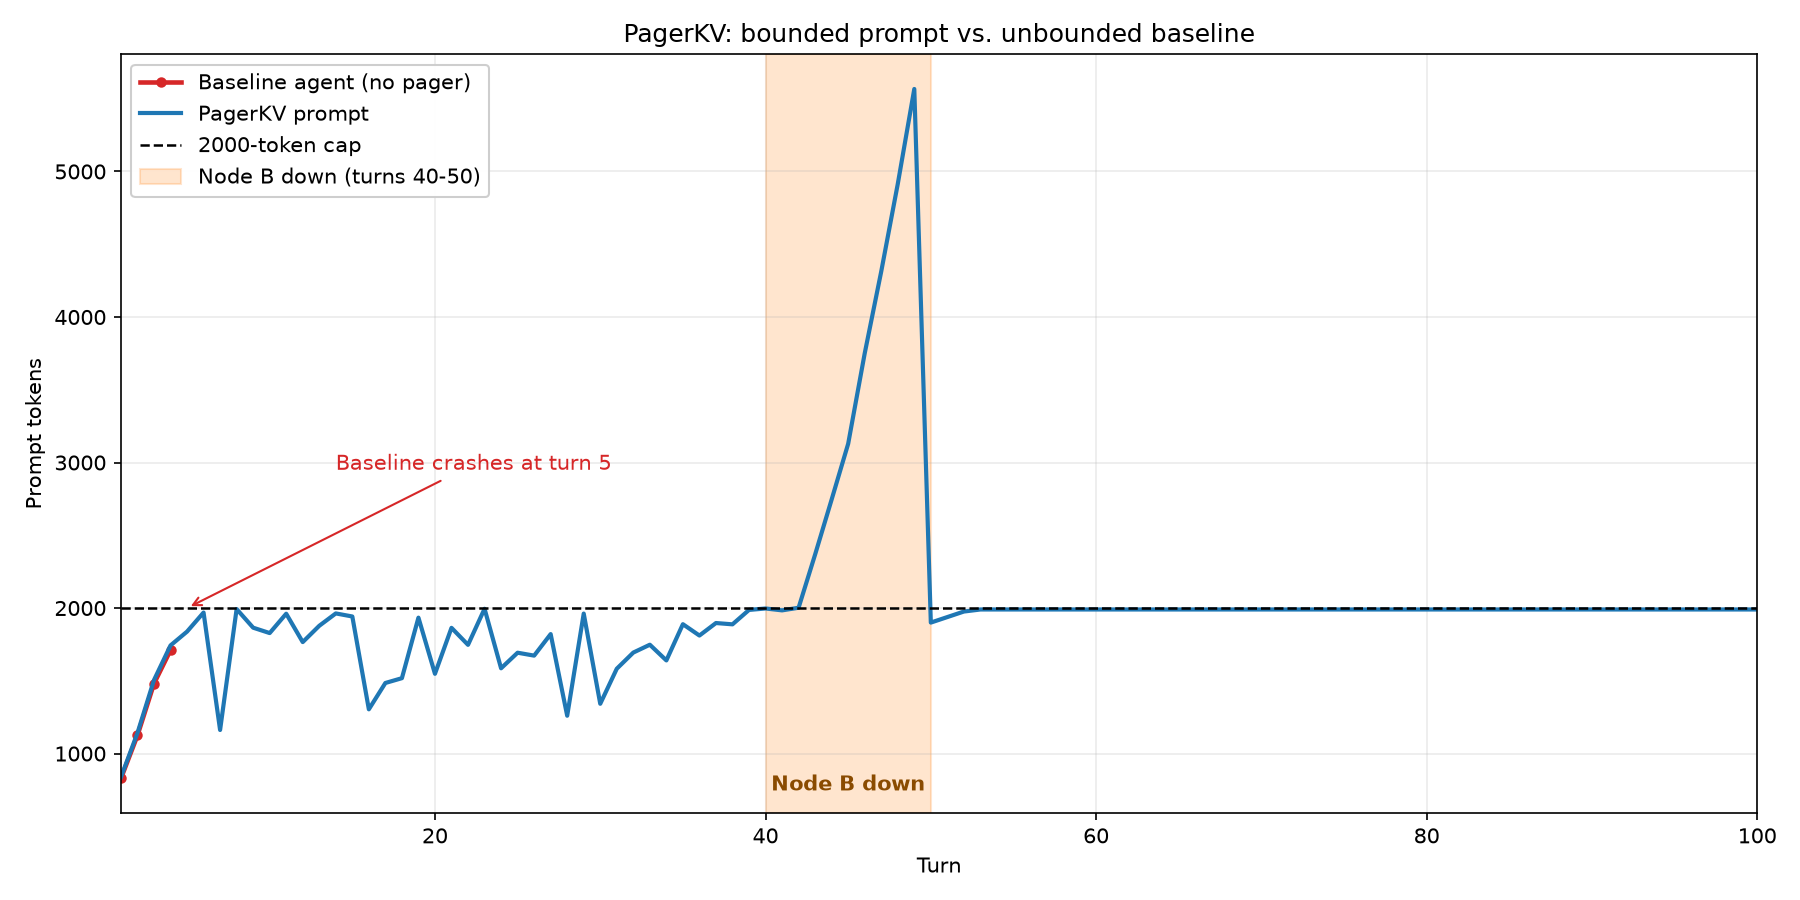 PagerKV: bounded prompt vs. unbounded baseline
Baseline agent (no pager)
PagerKV prompt
2000-token cap
Node B down (turns 40-50)
5000
4000
3000
2000
1000
Prompt tokens
Baseline crashes at turn 5
Node B down
20
40
60
80
100
Turn